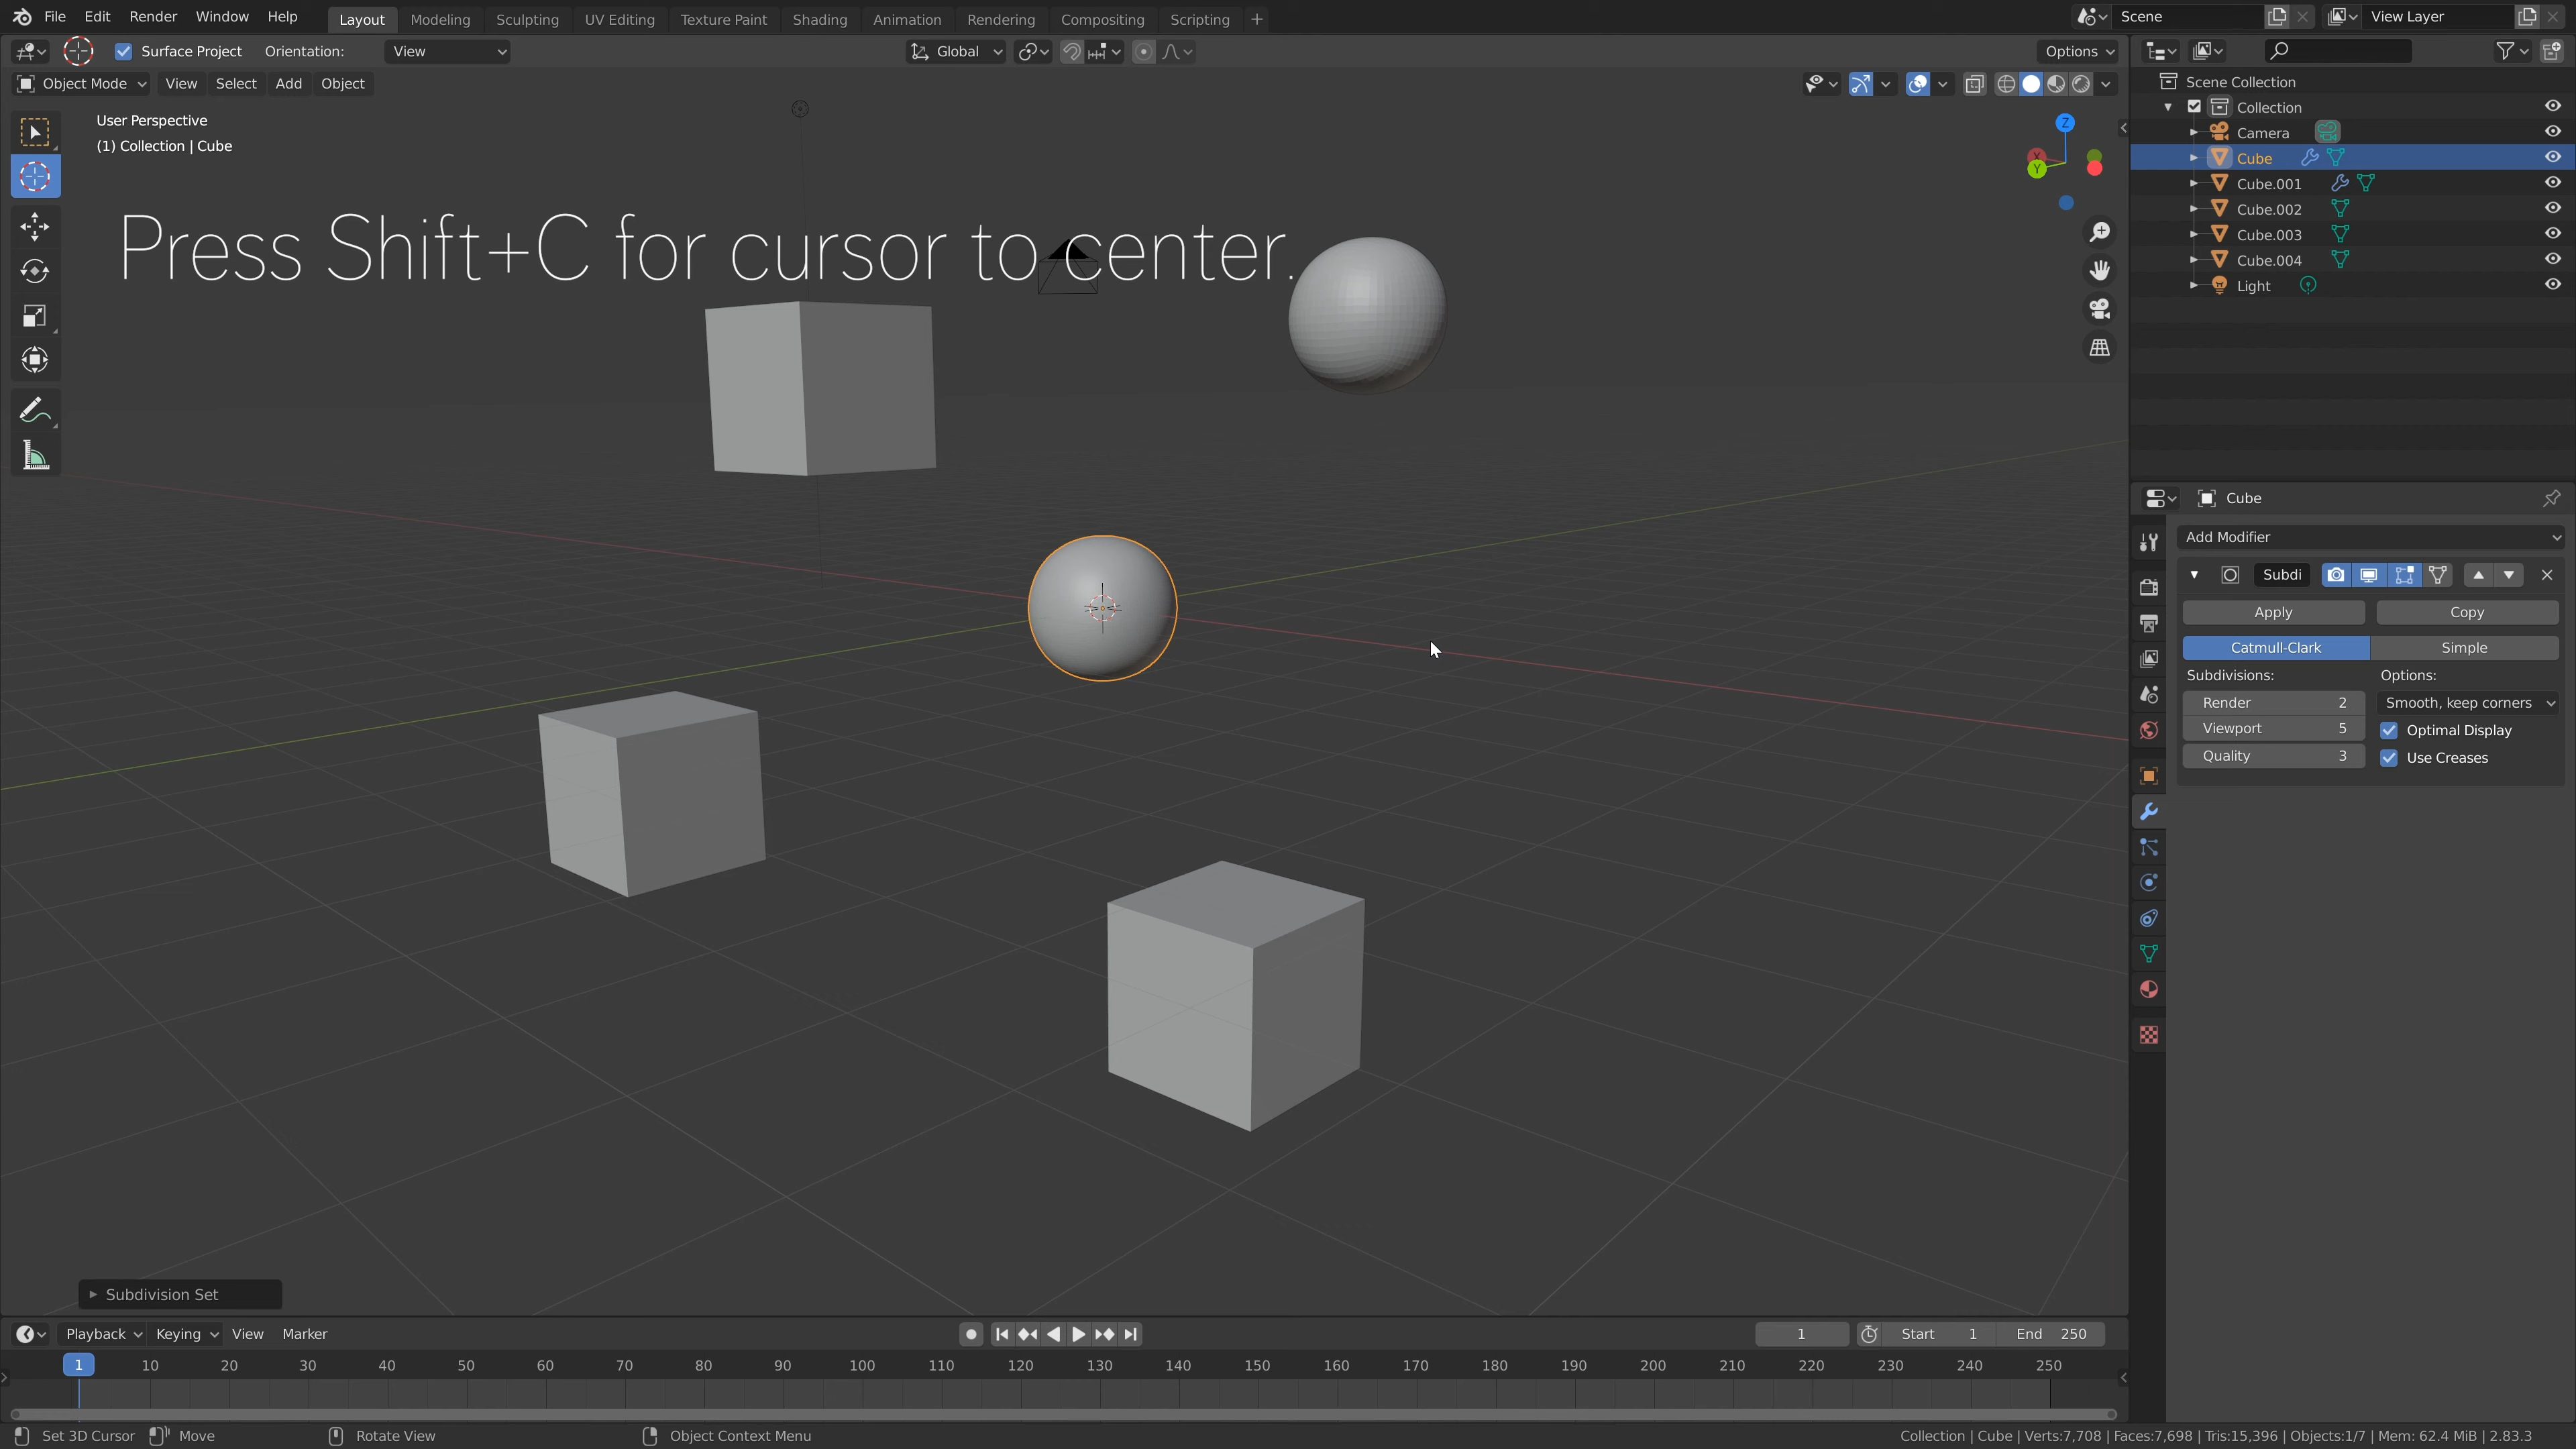 File Edit Render Window Help Layout Modeling Sculpting UV Editing Texture Paint Shading Animation Rendering Compositing Scripting + Scene View Layer
Surface Project Orientation: View Global Options
Object Mode View Select Add Object
User Perspective
(1) Collection | Cube
Press Shift+C for cursor to center.
Z
X
Y
Scene Collection
Collection
Camera
Cube
Cube.001
Cube.002
Cube.003
Cube.004
Light
Cube
Add Modifier
Subdi
Apply Copy
Catmull-Clark Simple
Subdivisions: Options:
Render 2 Smooth, keep corners
Viewport 5 Optimal Display
Quality 3 Use Creases
Subdivision Set
Playback Keying View Marker 1 Start 1 End 250
1 10 20 30 40 50 60 70 80 90 100 110 120 130 140 150 160 170 180 190 200 210 220 230 240 250
Set 3D Cursor Move Rotate View Object Context Menu Collection | Cube | Verts:7,708 | Faces:7,698 | Tris:15,396 | Objects:1/7 | Mem: 62.4 MiB | 2.83.3